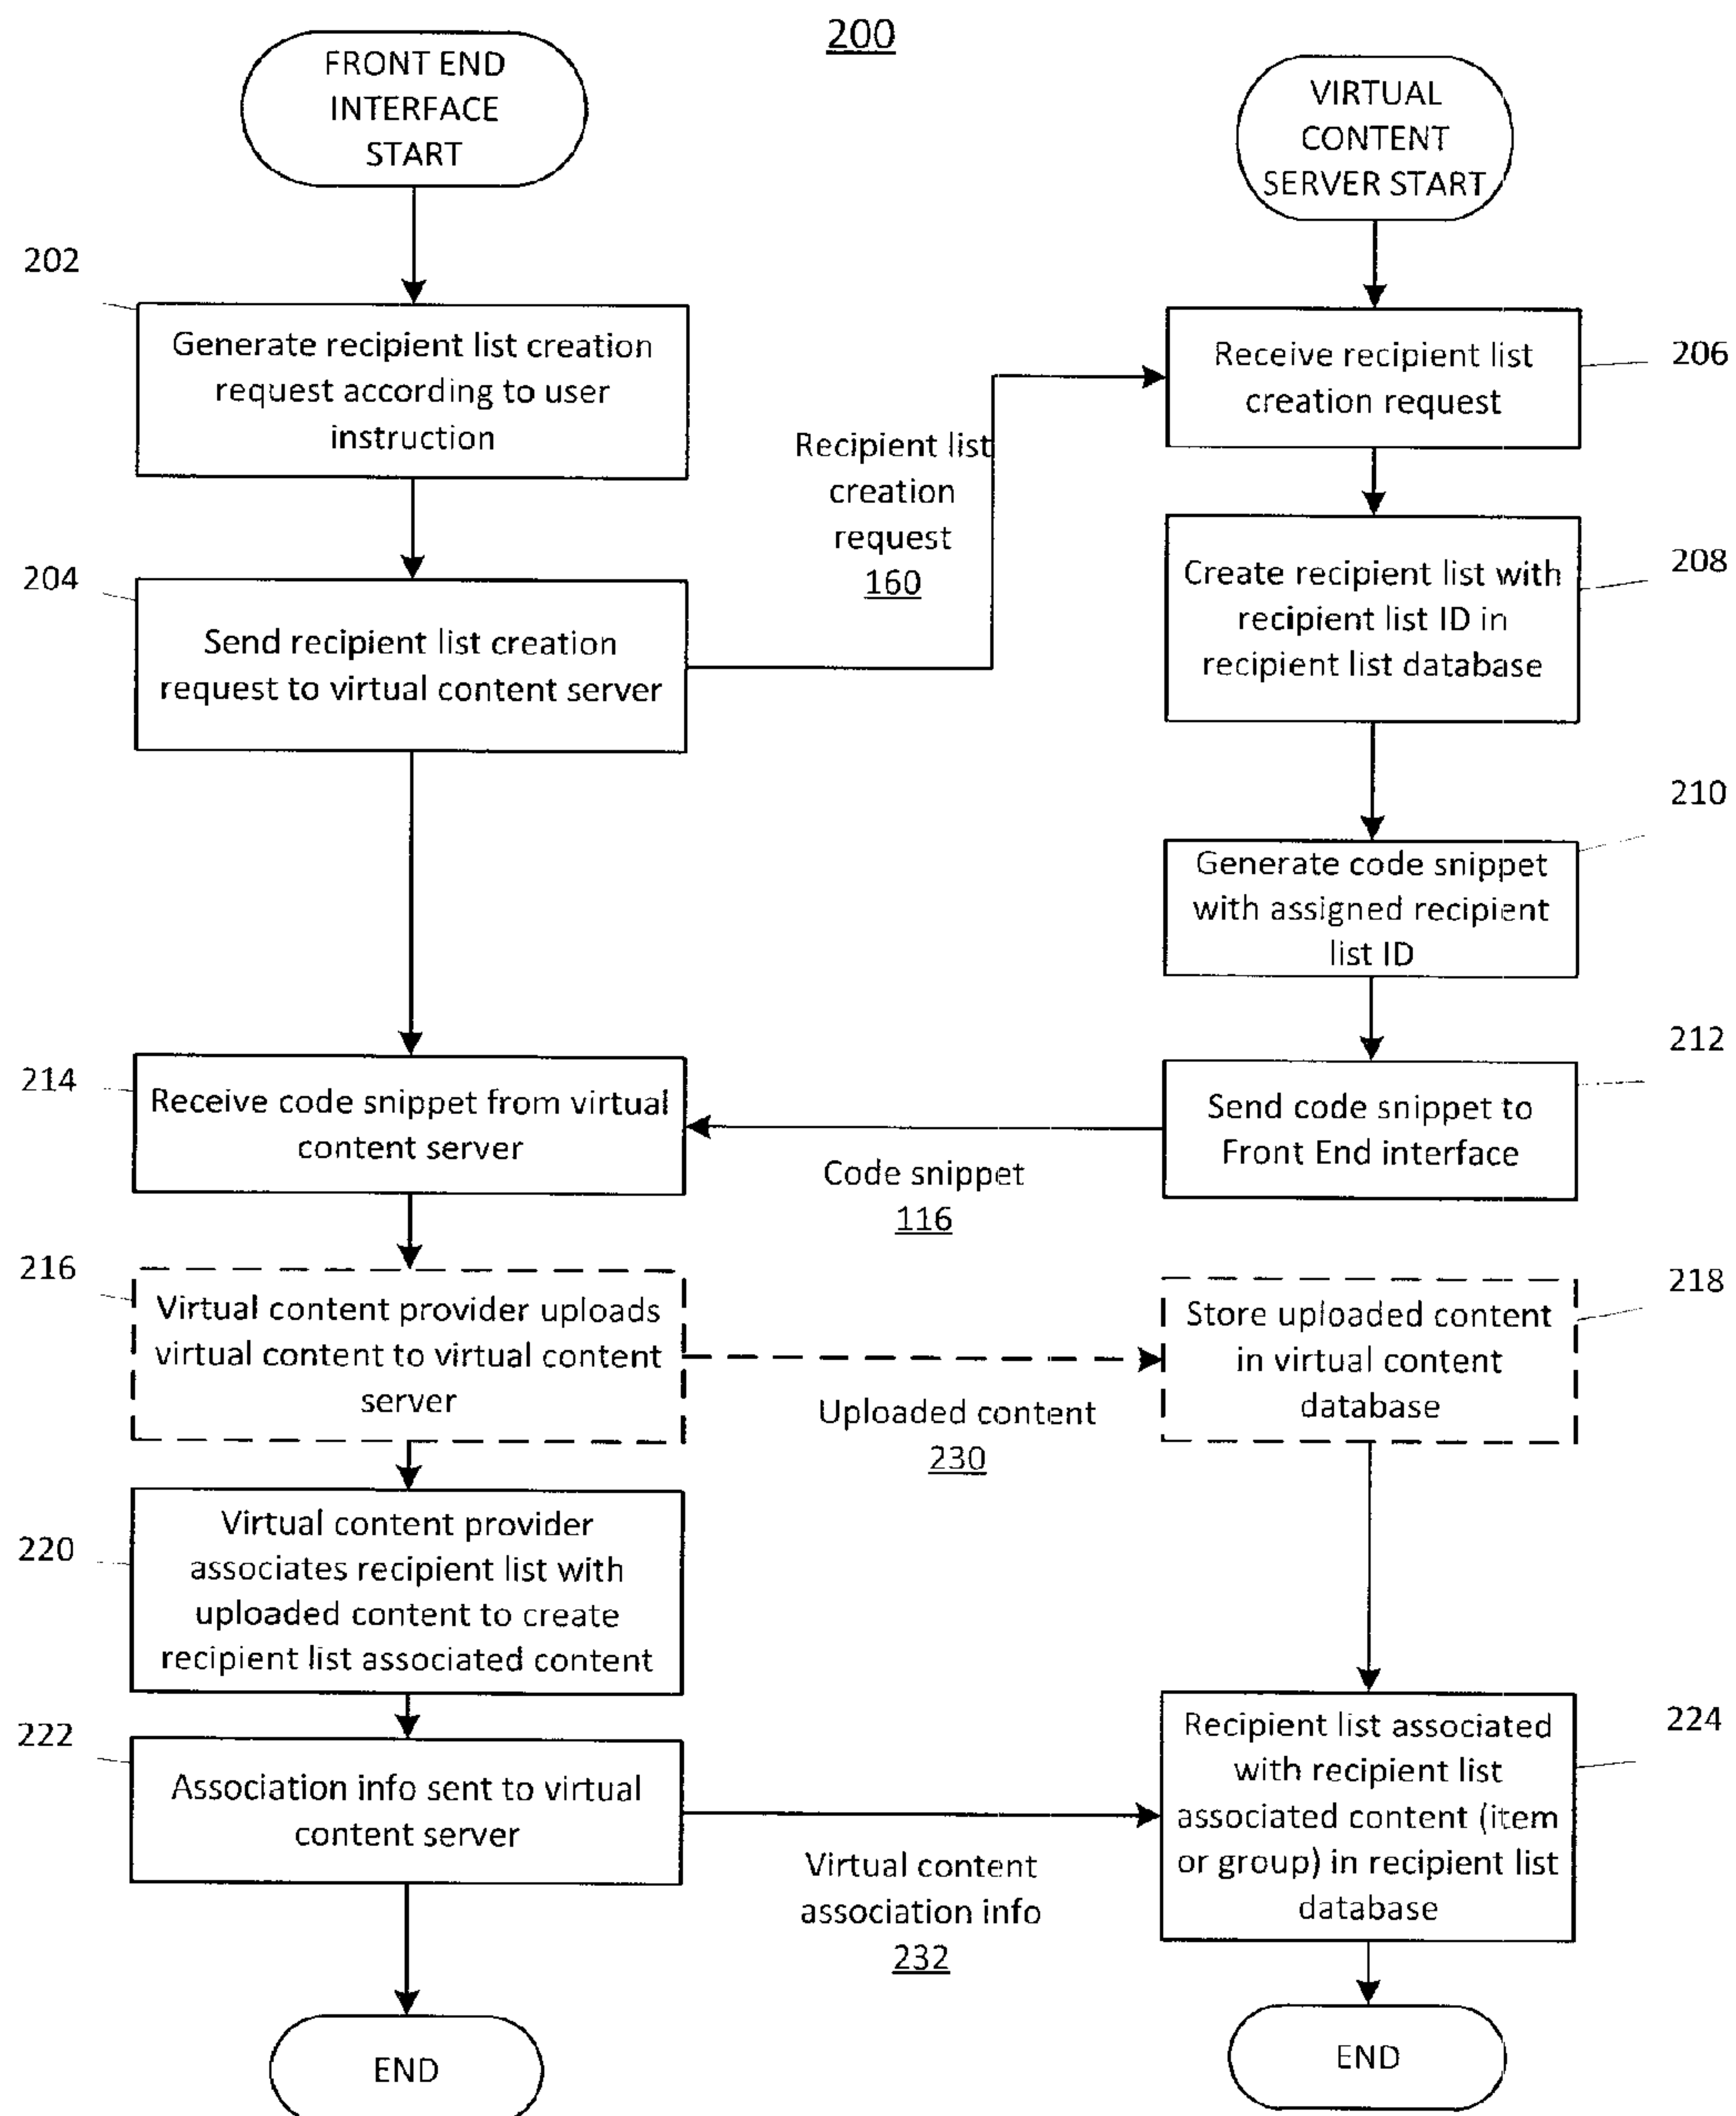 200
FRONT END
INTERFACE
START
VIRTUAL
CONTENT
SERVER START
202
Generate recipient list creation
request according to user
instruction
206
Receive recipient list
creation request
Recipient list
creation
request
160
204
Send recipient list creation
request to virtual content server
208
Create recipient list with
recipient list ID in
recipient list database
210
Generate code snippet
with assigned recipient
list ID
212
Send code snippet to
Front End interface
214
Receive code snippet from virtual
content server
Code snippet
116
216
Virtual content provider uploads
virtual content to virtual content
server
218
Store uploaded content
in virtual content
database
Uploaded content
230
220
Virtual content provider
associates recipient list with
uploaded content to create
recipient list associated content
222
Association info sent to virtual
content server
224
Recipient list associated
with recipient list
associated content (item
or group) in recipient list
database
Virtual content
association info
232
END
END